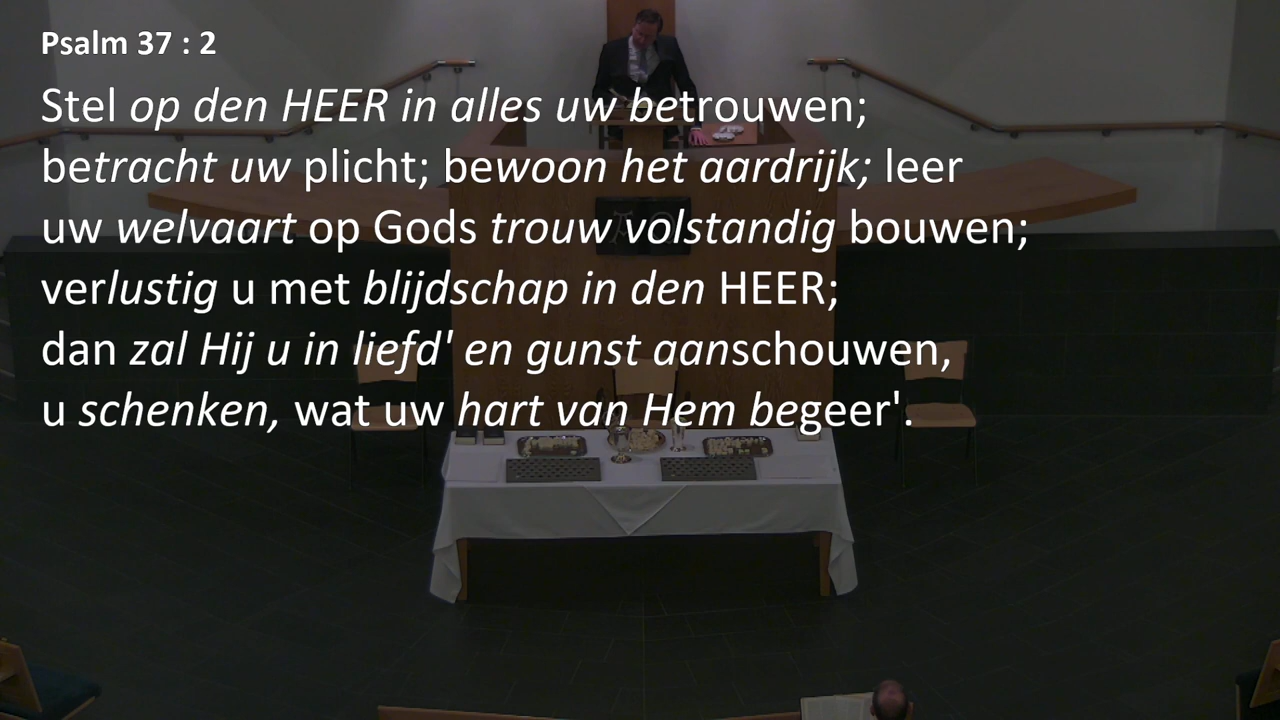 Psalm 37 : 2
Stel op den HEER in alles uw betrouwen;
betracht uw plicht; bewoon het aardrijk; leer
uw welvaart op Gods trouw volstandig bouwen;
verlustig u met blijdschap in den HEER;
dan zal Hij u in liefd' en gunst aanschouwen,
u schenken, wat uw hart van Hem begeer'.